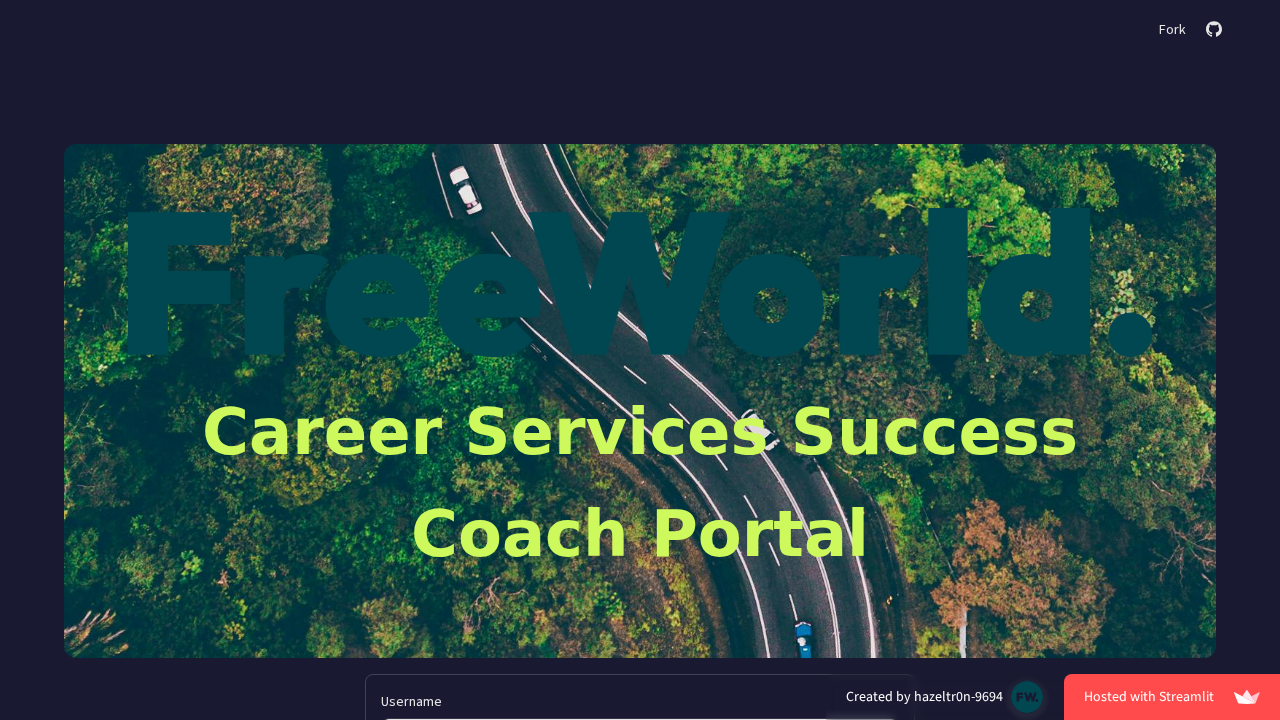 Fork
FreeWorld.
Career Services Success
Coach Portal
Username
Created by hazeltr0n-9694
FW.
Hosted with Streamlit